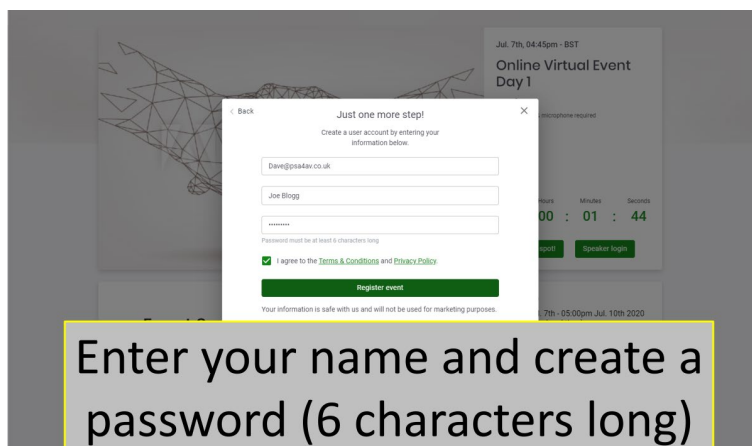 Jul. 7th, 04:45pm - BST
Online Virtual Event
Day 1
microphone required
Hours Minutes Seconds
00 : 01 : 44
spot! Speaker login
< Back
Just one more step!
Create a user account by entering your
information below.
Dave@psa4av.co.uk
Joe Blogg
•••••••••
Password must be at least 6 characters long
I agree to the Terms & Conditions and Privacy Policy.
Register event
Your information is safe with us and will not be used for marketing purposes.
7th - 05:00pm Jul. 10th 2020
Enter your name and create a
password (6 characters long)